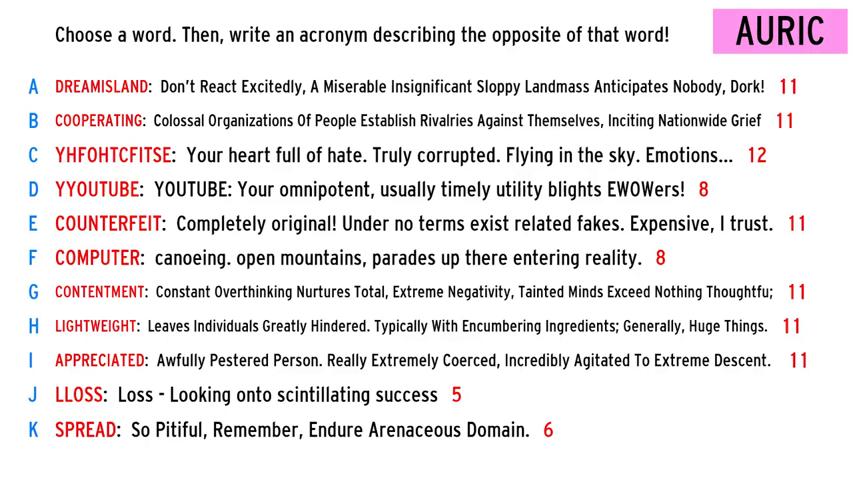 Choose a word. Then, write an acronym describing the opposite of that word!
AURIC
A DREAMISLAND: Don't React Excitedly, A Miserable Insignificant Sloppy Landmass Anticipates Nobody, Dork! 11
B COOPERATING: Colossal Organizations Of People Establish Rivalries Against Themselves, Inciting Nationwide Grief 11
C YHFOHTCFITSE: Your heart full of hate. Truly corrupted. Flying in the sky. Emotions... 12
D YYOUTUBE: YOUTUBE: Your omnipotent, usually timely utility blights EWOWers! 8
E COUNTERFEIT: Completely original! Under no terms exist related fakes. Expensive, I trust. 11
F COMPUTER: canoeing. open mountains, parades up there entering reality. 8
G CONTENTMENT: Constant Overthinking Nurtures Total, Extreme Negativity, Tainted Minds Exceed Nothing Thoughtfu; 11
H LIGHTWEIGHT: Leaves Individuals Greatly Hindered. Typically With Encumbering Ingredients; Generally, Huge Things. 11
I APPRECIATED: Awfully Pestered Person. Really Extremely Coerced, Incredibly Agitated To Extreme Descent. 11
J LLOSS: Loss - Looking onto scintillating success 5
K SPREAD: So Pitiful, Remember, Endure Arenaceous Domain. 6